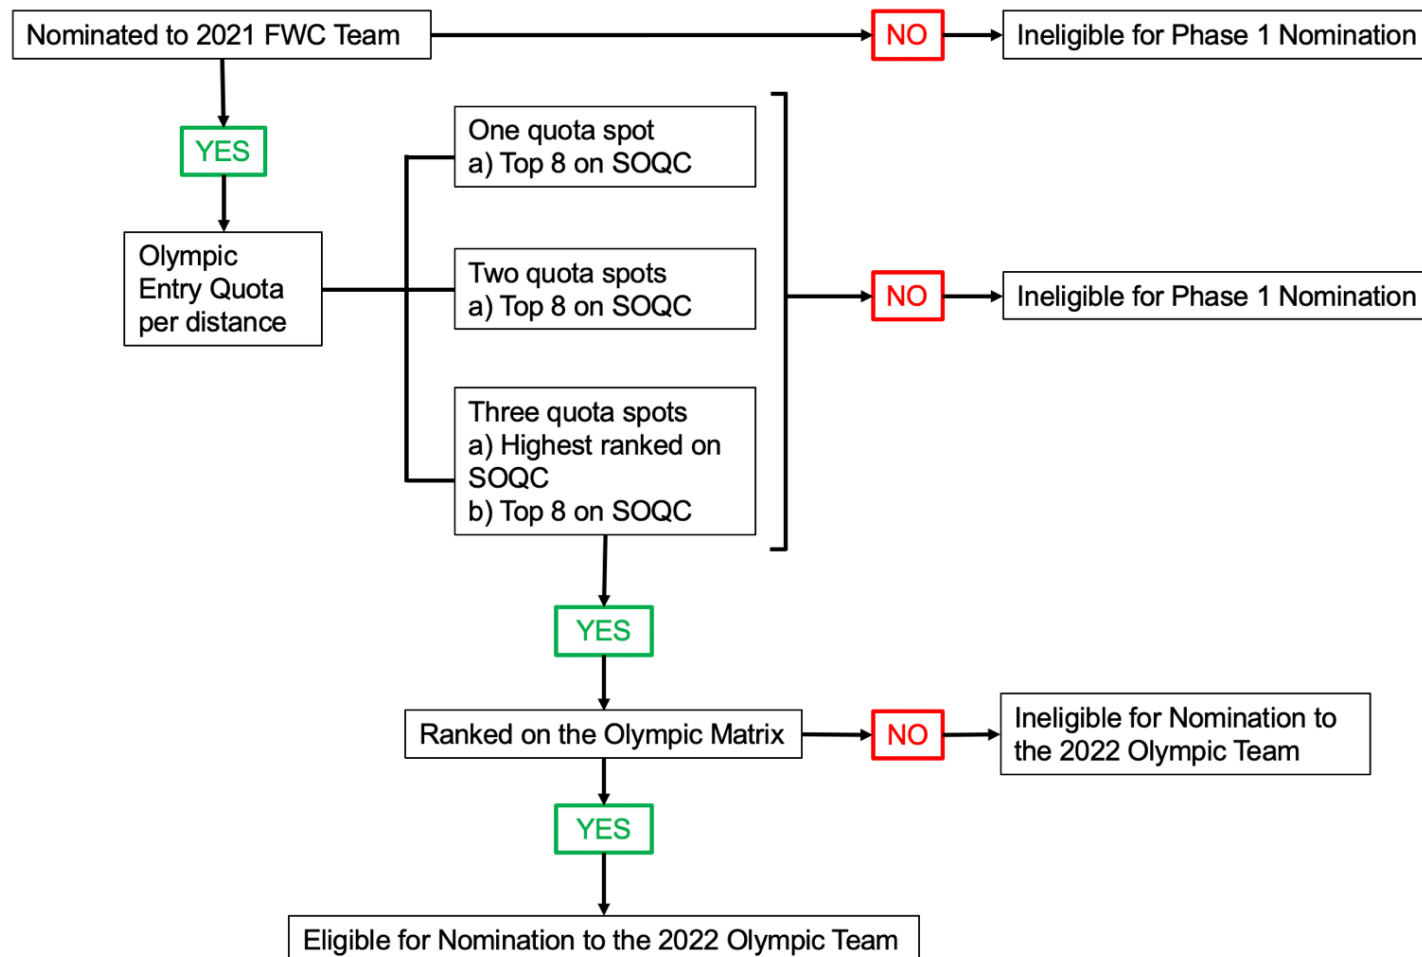 Nominated to 2021 FWC Team
NO
Ineligible for Phase 1 Nomination
YES
Olympic
Entry Quota
per distance
One quota spot
a) Top 8 on SOQC
Two quota spots
a) Top 8 on SOQC
Three quota spots
a) Highest ranked on
SOQC
b) Top 8 on SOQC
NO
Ineligible for Phase 1 Nomination
YES
Ranked on the Olympic Matrix
NO
Ineligible for Nomination to
the 2022 Olympic Team
YES
Eligible for Nomination to the 2022 Olympic Team